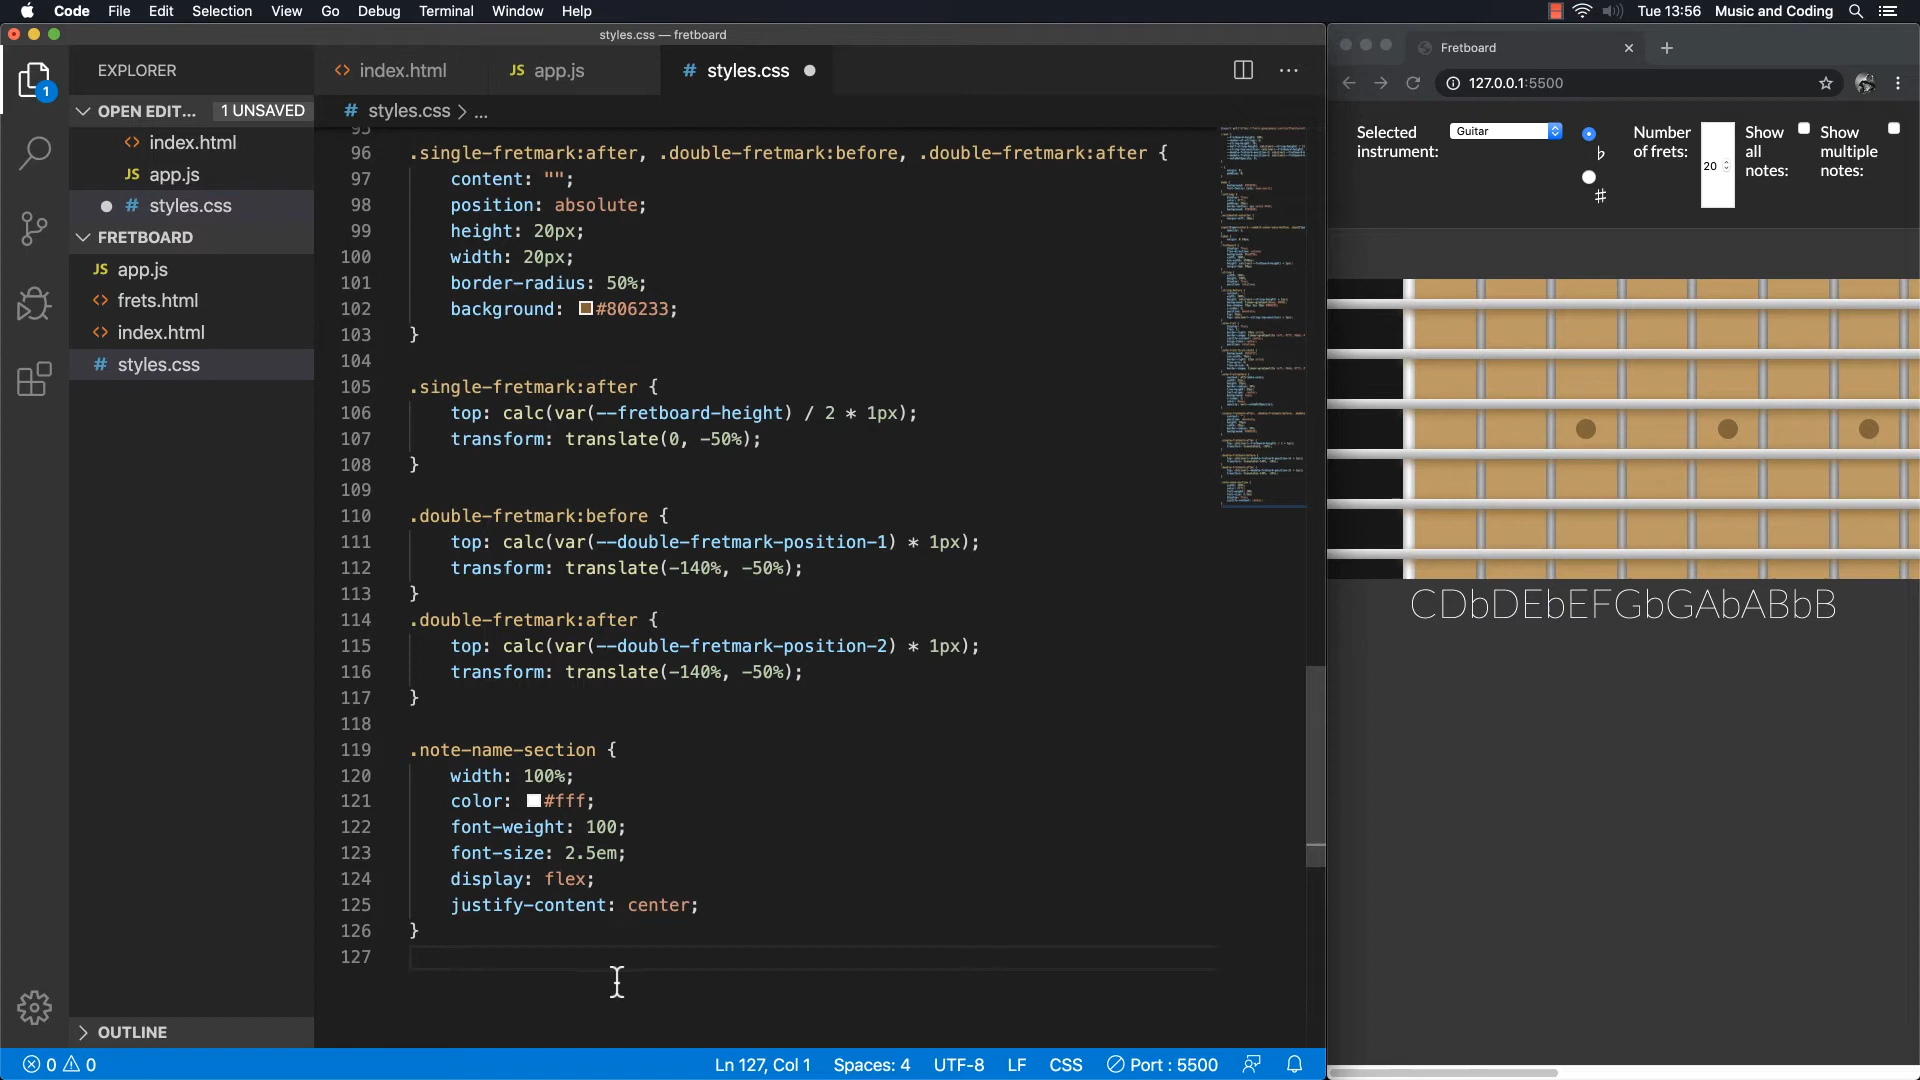 Code File Edit Selection View Go Debug Terminal Window Help
Tue 13:56 Music and Coding
styles.css — fretboard
EXPLORER
OPEN EDIT... 1 UNSAVED
index.html
JS app.js
# styles.css
FRETBOARD
JS app.js
frets.html
index.html
# styles.css
OUTLINE
1
index.html
JS app.js
# styles.css
# styles.css > ...
95
96 .single-fretmark:after, .double-fretmark:before, .double-fretmark:after {
97 content: "";
98 position: absolute;
99 height: 20px;
100 width: 20px;
101 border-radius: 50%;
102 background: #806233;
103 }
104
105 .single-fretmark:after {
106 top: calc(var(--fretboard-height) / 2 * 1px);
107 transform: translate(0, -50%);
108 }
109
110 .double-fretmark:before {
111 top: calc(var(--double-fretmark-position-1) * 1px);
112 transform: translate(-140%, -50%);
113 }
114 .double-fretmark:after {
115 top: calc(var(--double-fretmark-position-2) * 1px);
116 transform: translate(-140%, -50%);
117 }
118
119 .note-name-section {
120 width: 100%;
121 color: #fff;
122 font-weight: 100;
123 font-size: 2.5em;
124 display: flex;
125 justify-content: center;
126 }
127
0 0
Ln 127, Col 1 Spaces: 4 UTF-8 LF CSS Port : 5500
Fretboard
127.0.0.1:5500
Selected
instrument:
Guitar
♭
♯
Number
of frets:
20
Show
all
notes:
Show
multiple
notes:
CDbDEbEFGbGAbABbB